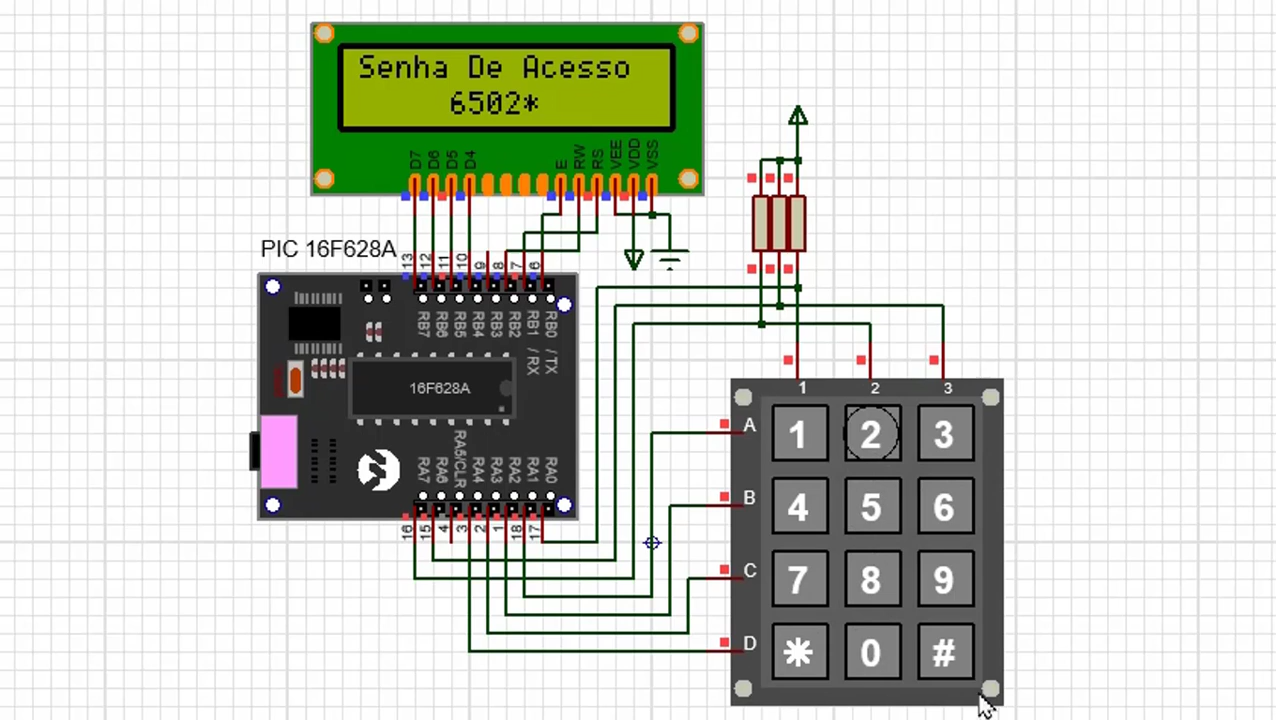 Senha De Acesso
6502*
D7 D6 D5 D4 E RW RS VEE VDD VSS
PIC 16F628A
13 12 11 10 9 8 7 6
RB7 RB6 RB5 RB4 RB3 RB2 RB1 / RX RB0 / TX
16F628A
RA7 RA6 RA5/CLR RA4 RA3 RA2 RA1 RA0
16 15 4 3 2 1 18 17
1 2 3
A 1 2 3
B 4 5 6
C 7 8 9
D * 0 #